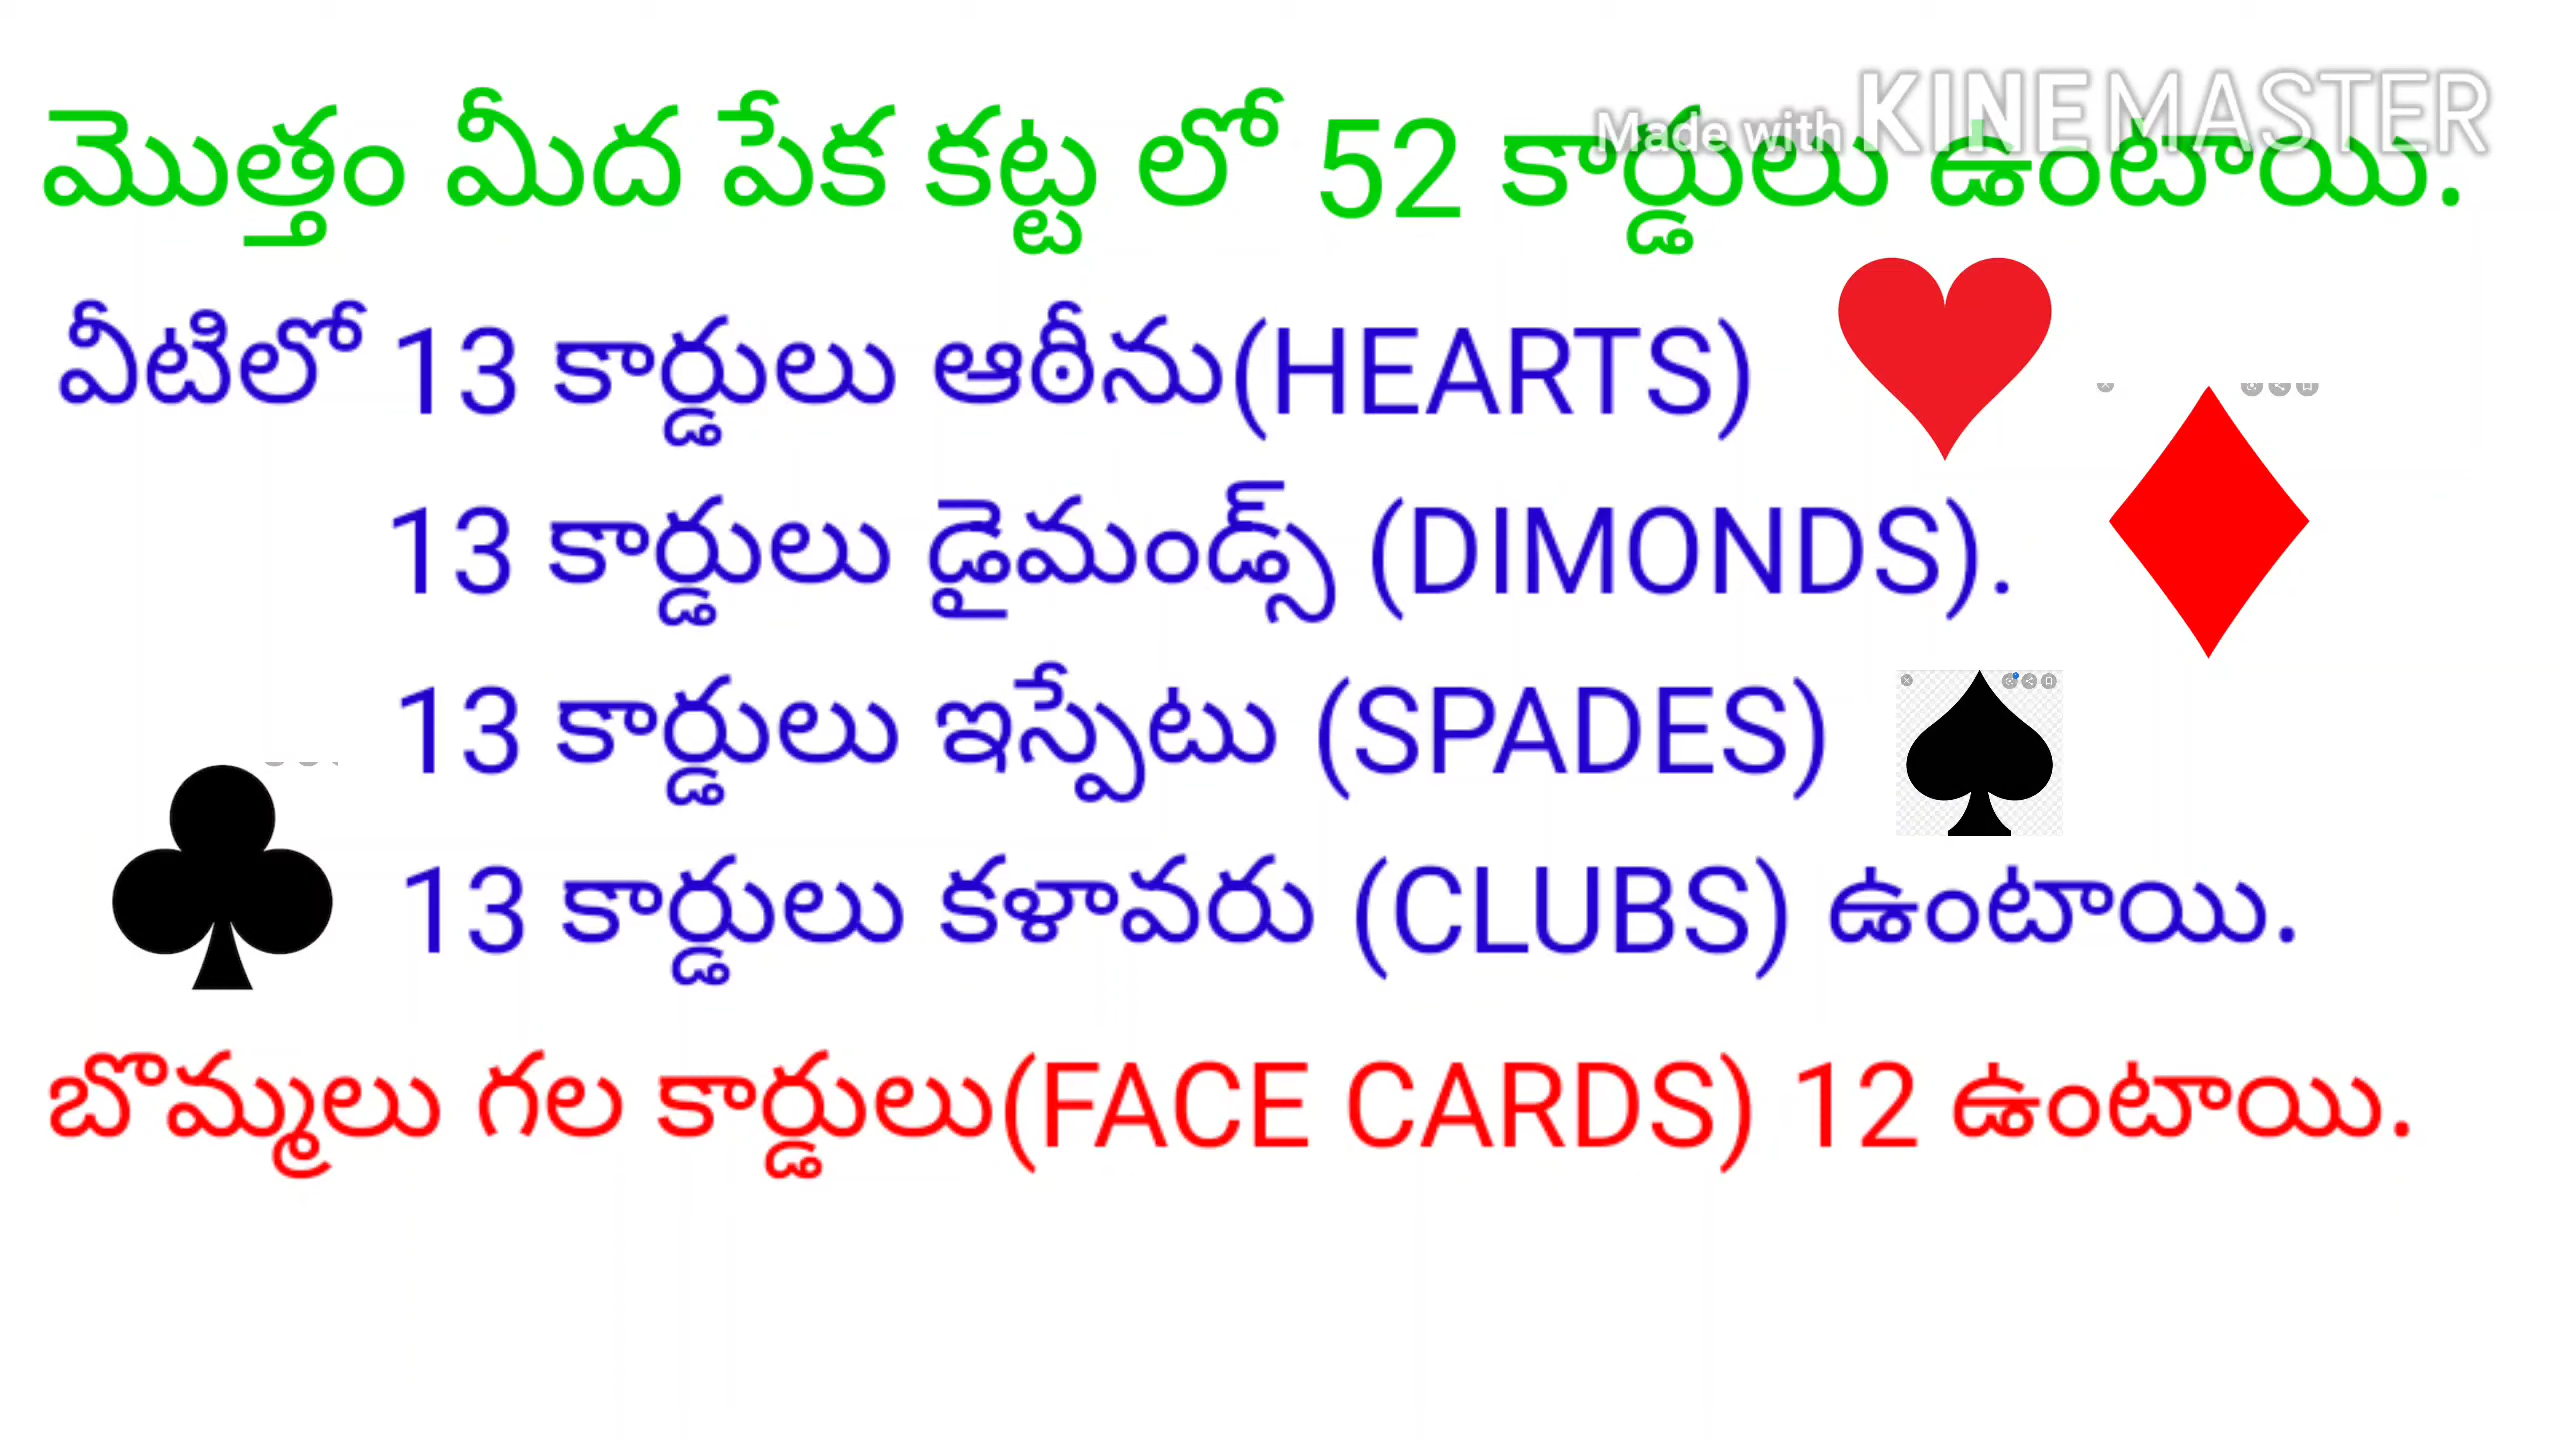 Made with KINEMASTER
మొత్తం మీద పేక కట్ట లో 52 కార్డులు ఉంటాయి.
వీటిలో 13 కార్డులు ఆఠీను(HEARTS)
13 కార్డులు డైమండ్స్ (DIMONDS).
13 కార్డులు ఇస్పేటు (SPADES)
13 కార్డులు కళావరు (CLUBS) ఉంటాయి.
బొమ్మలు గల కార్డులు(FACE CARDS) 12 ఉంటాయి.